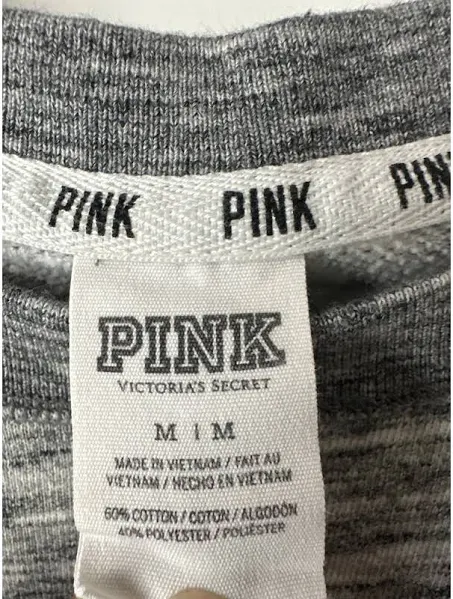 PINK PINK PIN
PINK
VICTORIA'S SECRET
M | M
MADE IN VIETNAM / FAIT AU
VIETNAM / HECHO EN VIETNAM
60% COTTON / COTON / ALGODÓN
40% POLYESTER / POLIÉSTER